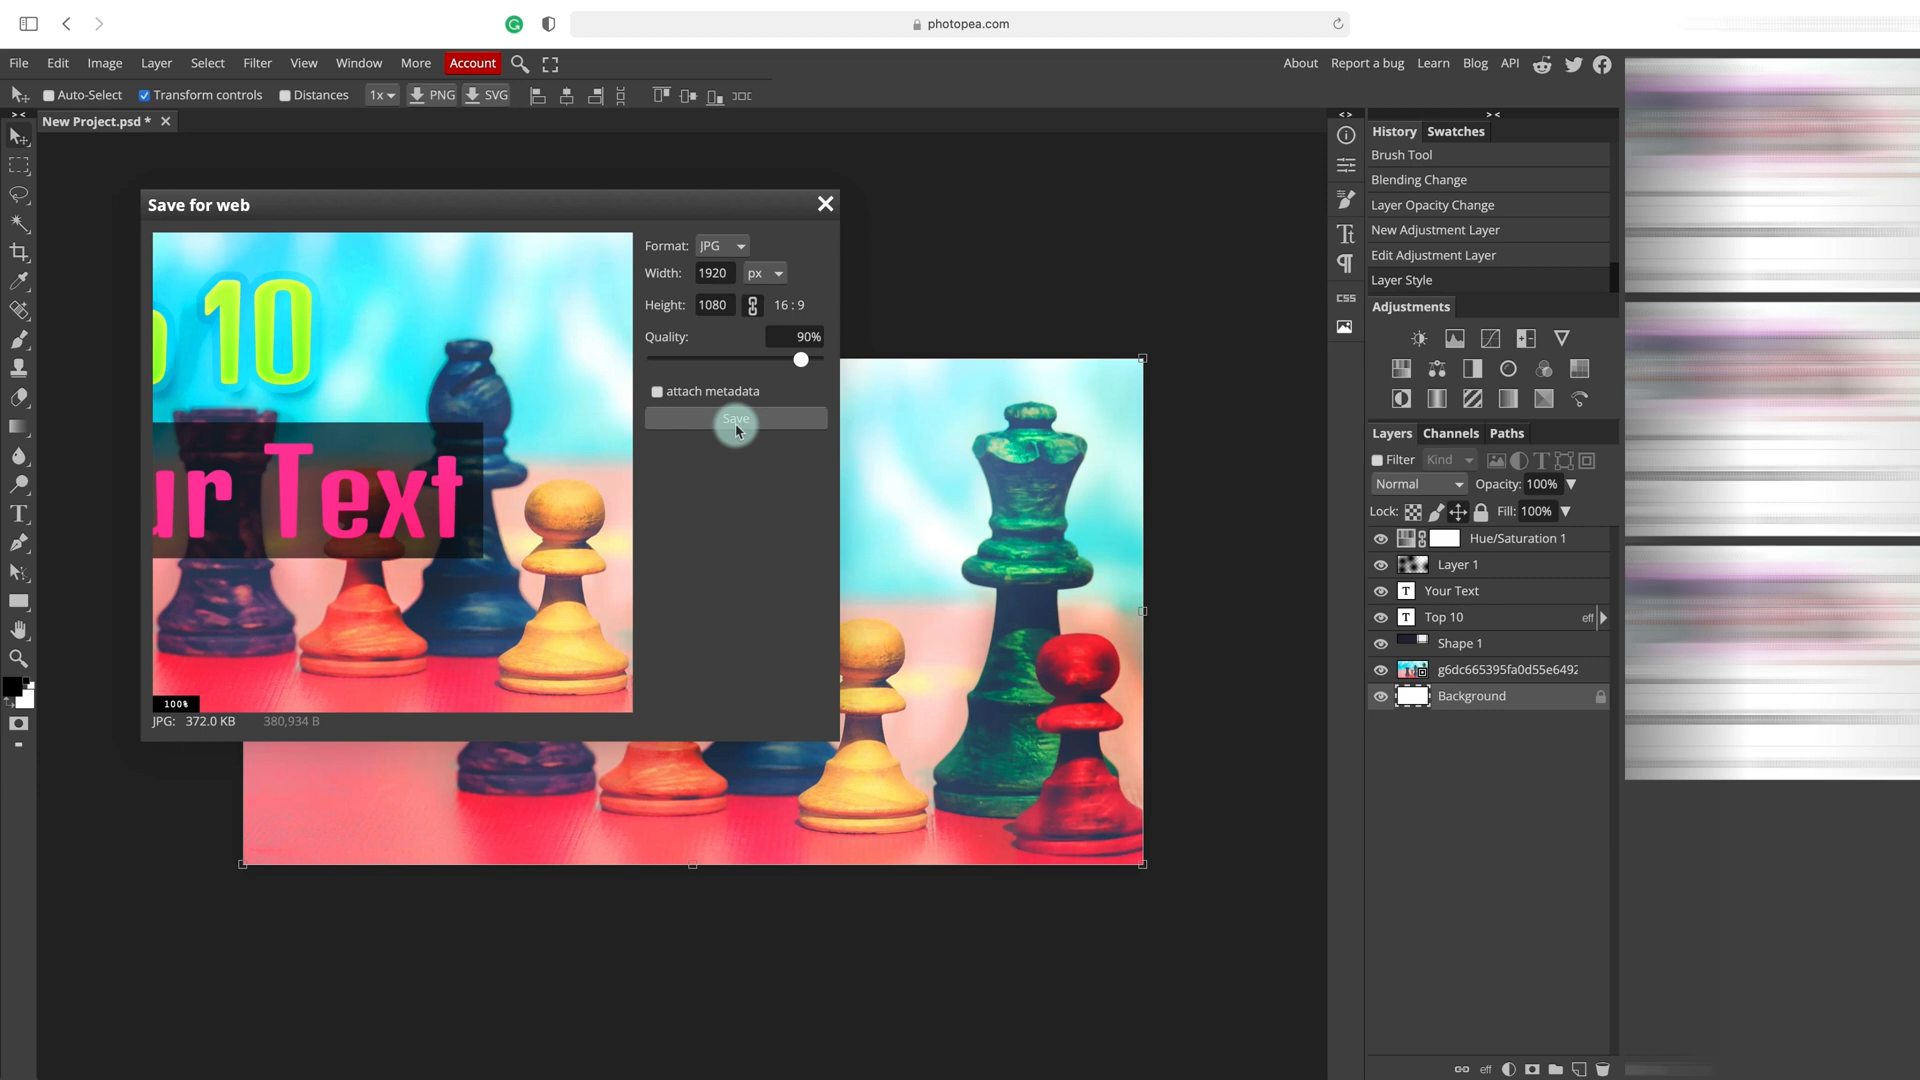 photopea.com
File Edit Image Layer Select Filter View Window More Account
About Report a bug Learn Blog API
Auto-Select Transform controls Distances 1x PNG SVG
New Project.psd *
Save for web
Format: JPG
Width: 1920 px
Height: 1080 16 : 9
Quality: 90%
attach metadata
Save
10
ur Text
100%
JPG: 372.0 KB 380,934 B
CSS
History Swatches
Brush Tool
Blending Change
Layer Opacity Change
New Adjustment Layer
Edit Adjustment Layer
Layer Style
Adjustments
Layers Channels Paths
Filter Kind
Normal Opacity: 100%
Lock: Fill: 100%
Hue/Saturation 1
Layer 1
T Your Text
T Top 10 eff
Shape 1
g6dc665395fa0d55e6492
Background
eff